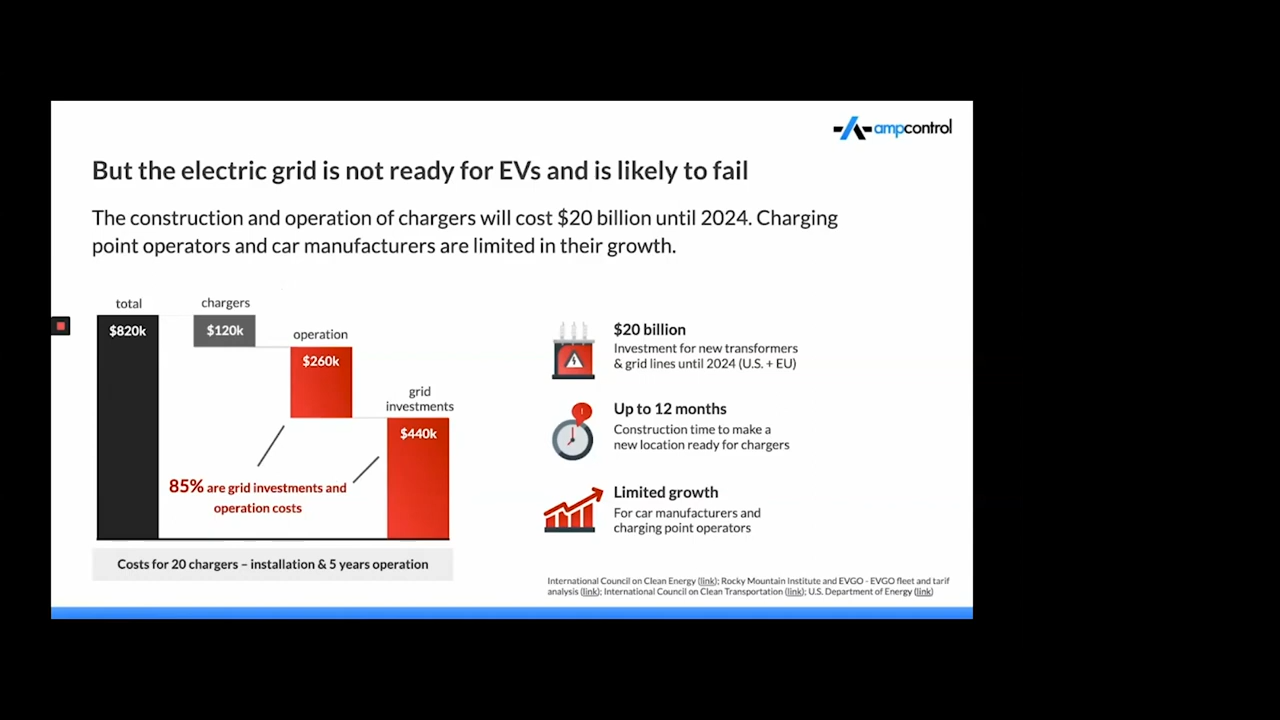 ampcontrol
But the electric grid is not ready for EVs and is likely to fail
The construction and operation of chargers will cost $20 billion until 2024. Charging
point operators and car manufacturers are limited in their growth.
total
$820k
chargers
$120k
operation
$260k
grid
investments
$440k
85% are grid investments and
operation costs
Costs for 20 chargers – installation & 5 years operation
$20 billion
Investment for new transformers
& grid lines until 2024 (U.S. + EU)
Up to 12 months
Construction time to make a
new location ready for chargers
Limited growth
For car manufacturers and
charging point operators
International Council on Clean Energy (link); Rocky Mountain Institute and EVGO - EVGO fleet and tarif
analysis (link); International Council on Clean Transportation (link); U.S. Department of Energy (link)